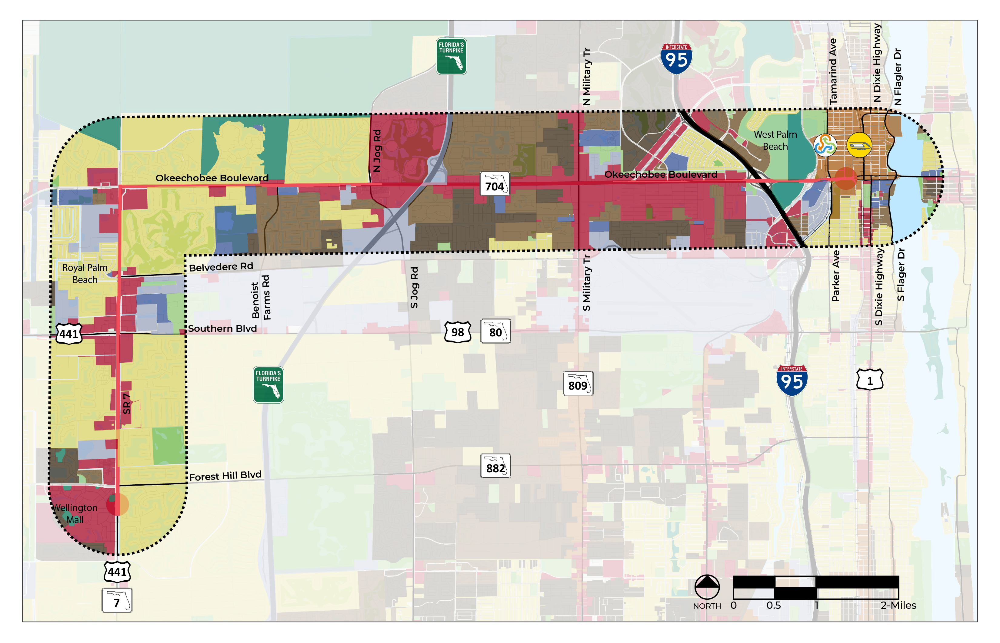 FLORIDA'S
TURNPIKE
INTERSTATE
95
N Military Tr
Tamarind Ave
N Dixie Highway
N Flagler Dr
N Jog Rd
West Palm
Beach
Okeechobee Boulevard
704
Okeechobee Boulevard
Royal Palm
Beach
Belvedere Rd
Benoist
Farms Rd
S Jog Rd
S Military Tr
Parker Ave
S Dixie Highway
S Flager Dr
441
Southern Blvd
98
80
FLORIDA'S
TURNPIKE
809
INTERSTATE
95
1
SR 7
882
Forest Hill Blvd
Wellington
Mall
441
7
NORTH
0
0.5
1
2-Miles